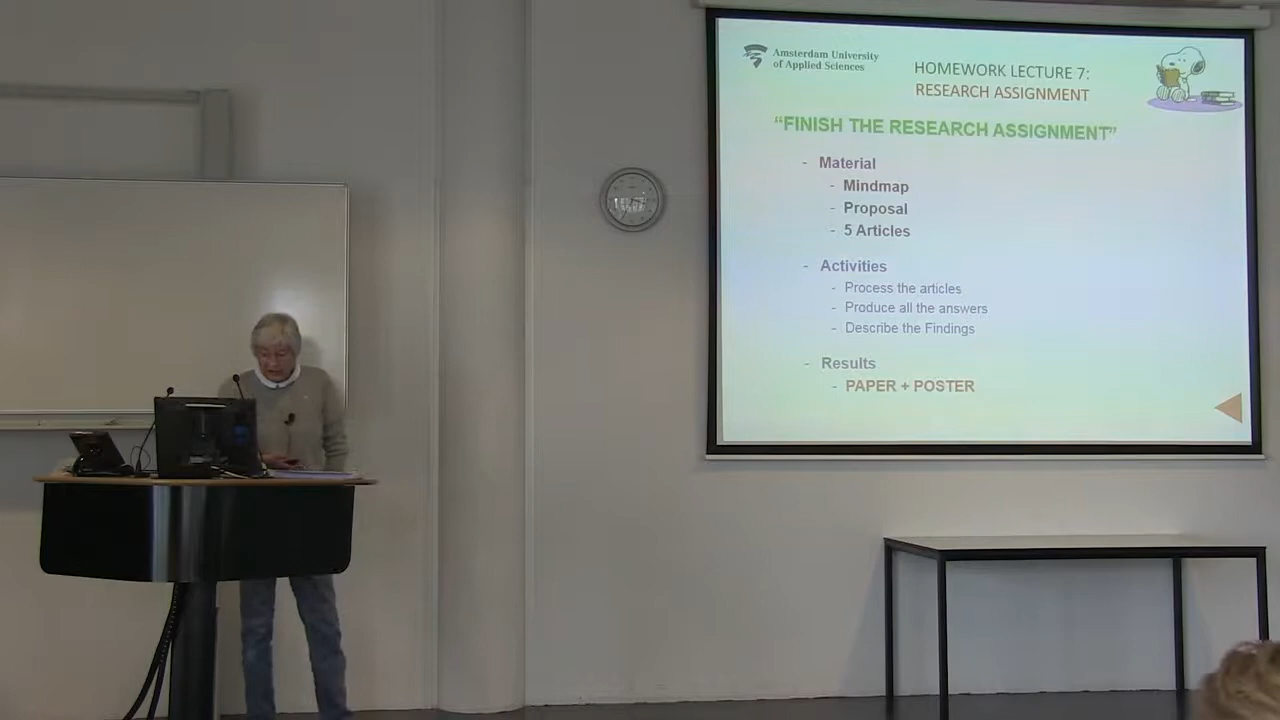 Amsterdam University
of Applied Sciences
HOMEWORK LECTURE 7:
RESEARCH ASSIGNMENT
“FINISH THE RESEARCH ASSIGNMENT”
- Material
- Mindmap
- Proposal
- 5 Articles
- Activities
- Process the articles
- Produce all the answers
- Describe the Findings
- Results
- PAPER + POSTER